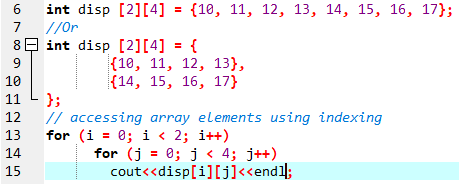 6 int disp [2][4] = {10, 11, 12, 13, 14, 15, 16, 17};
7 //Or
8 int disp [2][4] = {
9 {10, 11, 12, 13},
10 {14, 15, 16, 17}
11 };
12 // accessing array elements using indexing
13 for (i = 0; i < 2; i++)
14 for (j = 0; j < 4; j++)
15 cout<<disp[i][j]<<endl;